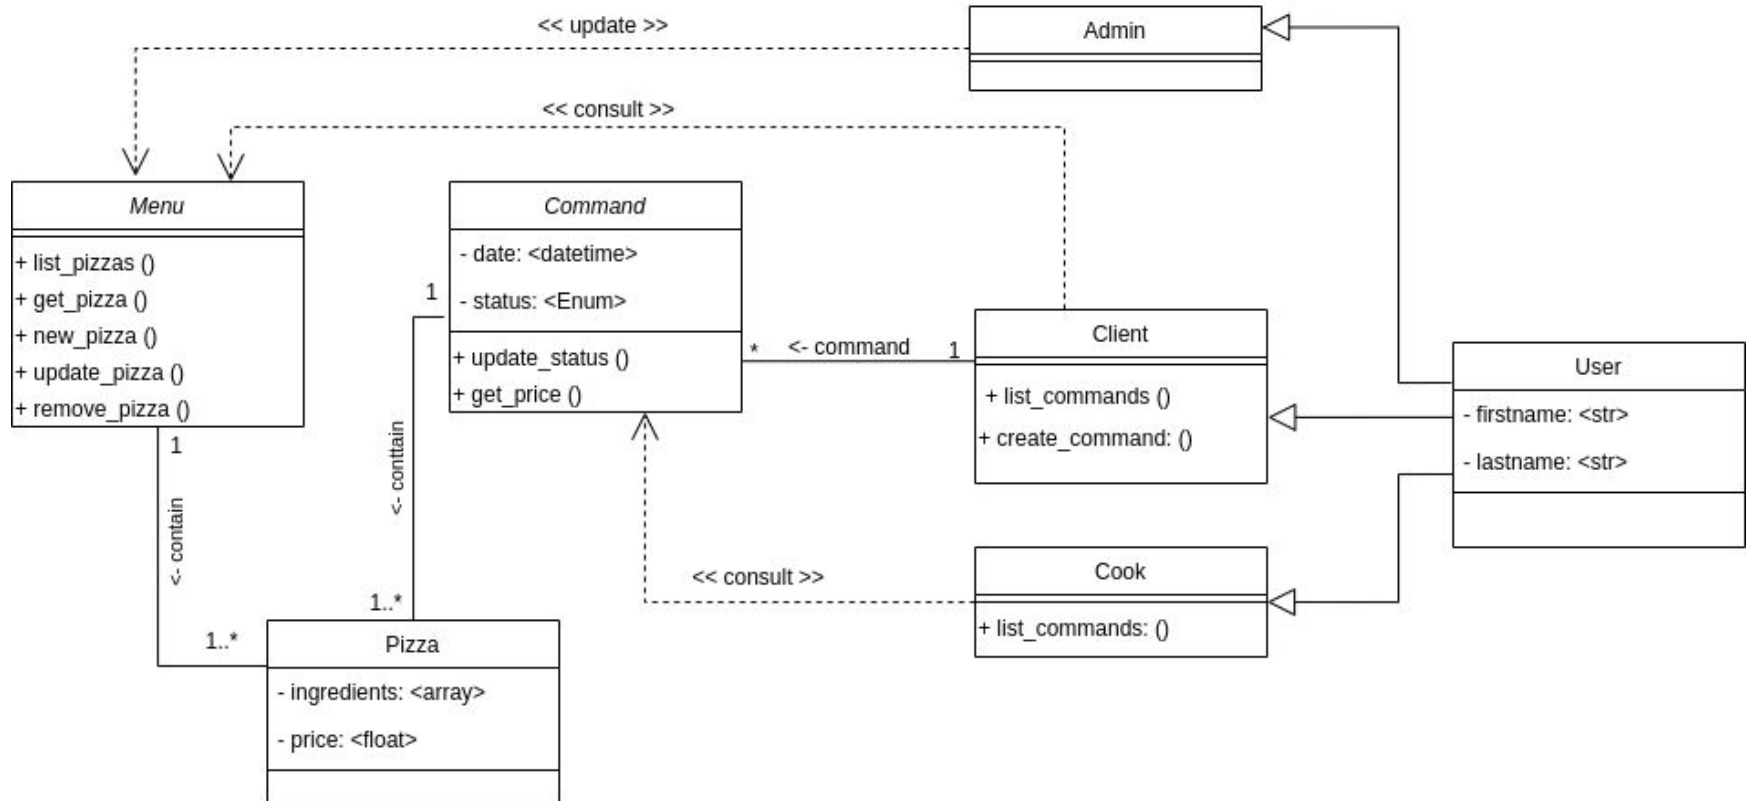 << update >>
Admin
<< consult >>
Menu
+ list_pizzas ()
+ get_pizza ()
+ new_pizza ()
+ update_pizza ()
+ remove_pizza ()
Command
- date: <datetime>
- status: <Enum>
+ update_status ()
+ get_price ()
1
* <- command 1
Client
+ list_commands ()
+ create_command: ()
User
- firstname: <str>
- lastname: <str>
1
<- contain
1..*
<- conttain
1..*
<< consult >>
Cook
+ list_commands: ()
Pizza
- ingredients: <array>
- price: <float>